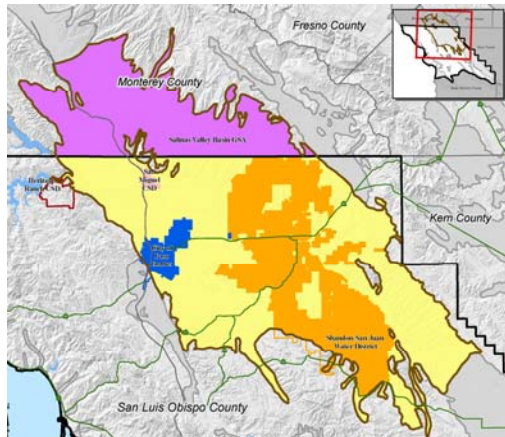 Fresno County
Monterey County
Salinas Valley Basin GSA
San
Miguel
CSD
Heritage
Ranch CSD
Kern County
City of
Paso
Robles
Shandon San Juan
Water District
San Luis Obispo County